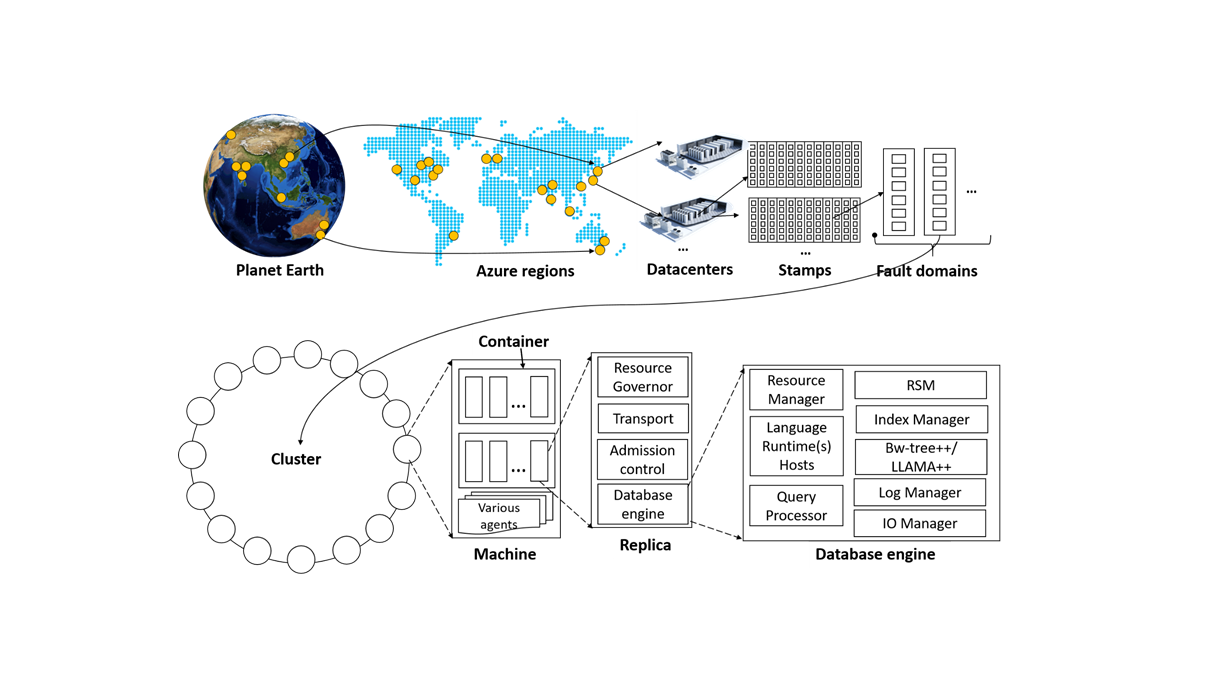 Planet Earth
Azure regions
Datacenters
...
Stamps
...
Fault domains
...
Cluster
Container
...
...
Various
agents
Machine
Resource
Governor
Transport
Admission
control
Database
engine
Replica
Resource
Manager
Language
Runtime(s)
Hosts
Query
Processor
RSM
Index Manager
Bw-tree++/
LLAMA++
Log Manager
IO Manager
Database engine